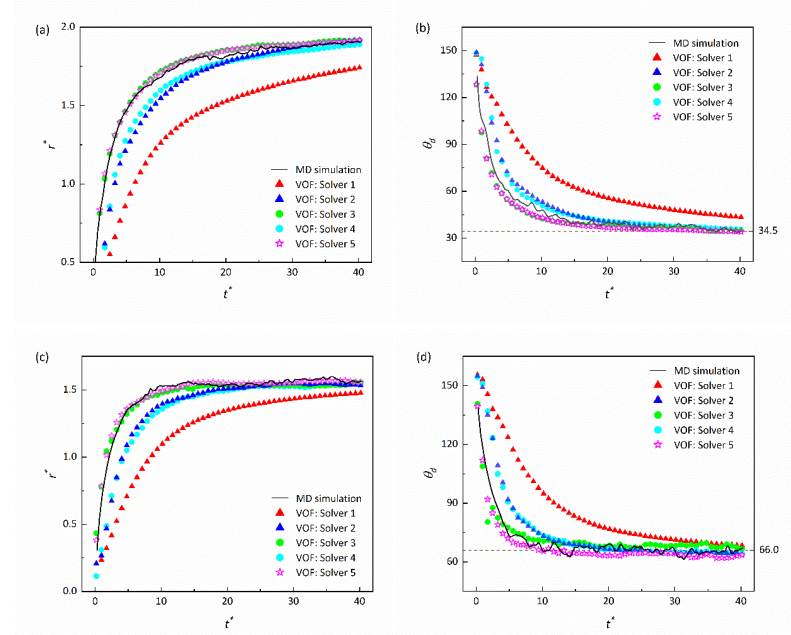 (a)
2.0
1.5
1.0
0.5
r*
0
10
20
30
40
t*
MD simulation
VOF: Solver 1
VOF: Solver 2
VOF: Solver 3
VOF: Solver 4
VOF: Solver 5
(b)
150
120
90
60
30
θd
0
10
20
30
40
t*
34.5
MD simulation
VOF: Solver 1
VOF: Solver 2
VOF: Solver 3
VOF: Solver 4
VOF: Solver 5
(c)
1.5
1.0
0.5
0.0
r*
0
10
20
30
40
t*
MD simulation
VOF: Solver 1
VOF: Solver 2
VOF: Solver 3
VOF: Solver 4
VOF: Solver 5
(d)
150
120
90
60
θd
0
10
20
30
40
t*
66.0
MD simulation
VOF: Solver 1
VOF: Solver 2
VOF: Solver 3
VOF: Solver 4
VOF: Solver 5